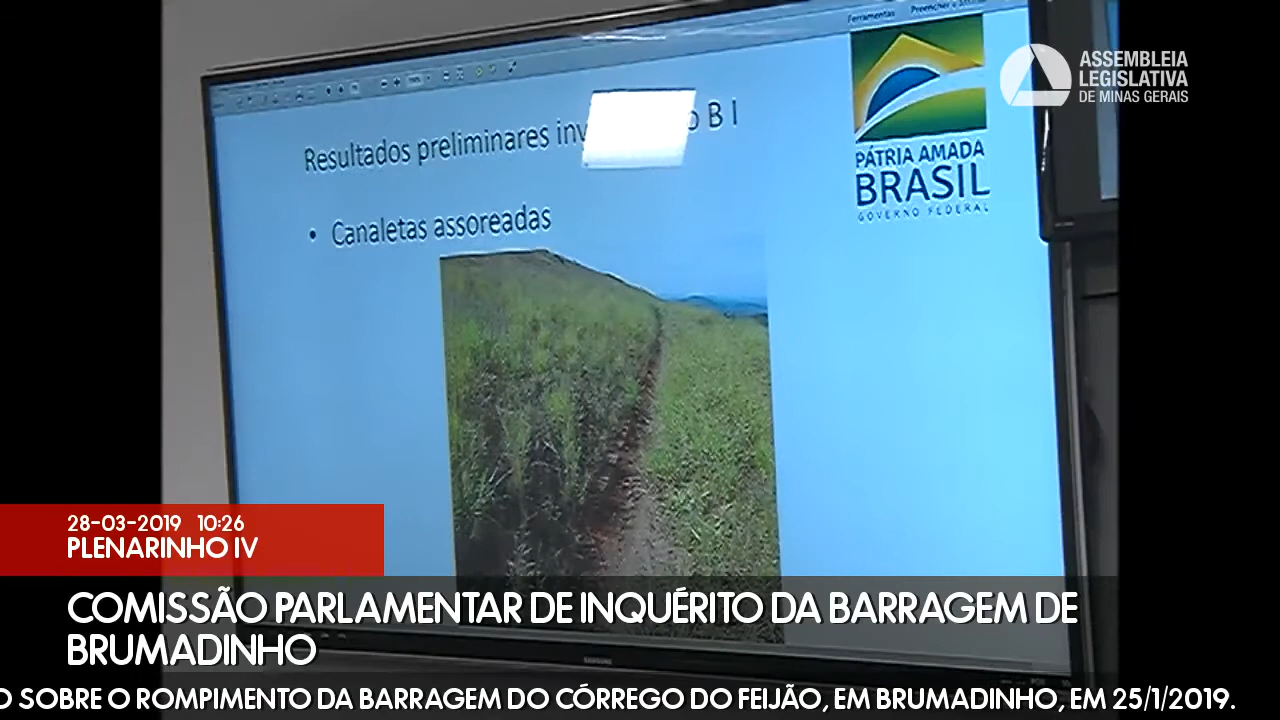 Ferramentas
ASSEMBLEIA
LEGISLATIVA
DE MINAS GERAIS
Resultados preliminares B I
PÁTRIA AMADA
BRASIL
GOVERNO FEDERAL
• Canaletas assoreadas
28-03-2019 10:26
PLENARINHO IV
COMISSÃO PARLAMENTAR DE INQUÉRITO DA BARRAGEM DE
BRUMADINHO
SAMSUNG
O SOBRE O ROMPIMENTO DA BARRAGEM DO CÓRREGO DO FEIJÃO, EM BRUMADINHO, EM 25/1/2019.